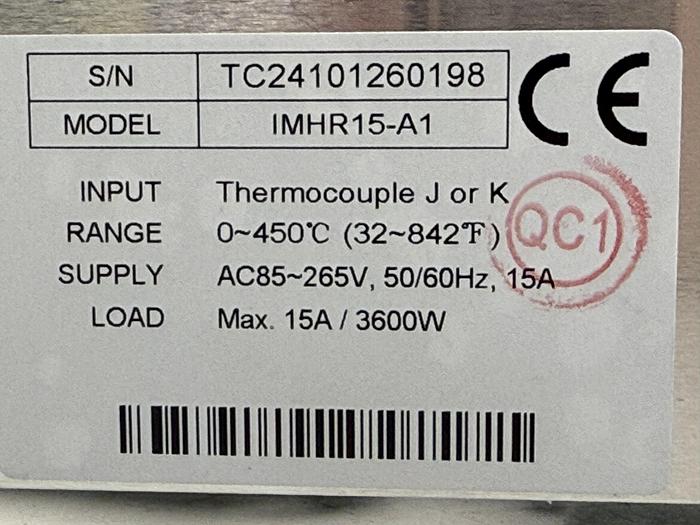 S/N TC24101260198
MODEL IMHR15-A1
CE
INPUT Thermocouple J or K
RANGE 0~450℃ (32~842℉)
QC1
SUPPLY AC85~265V, 50/60Hz, 15A
LOAD Max. 15A / 3600W